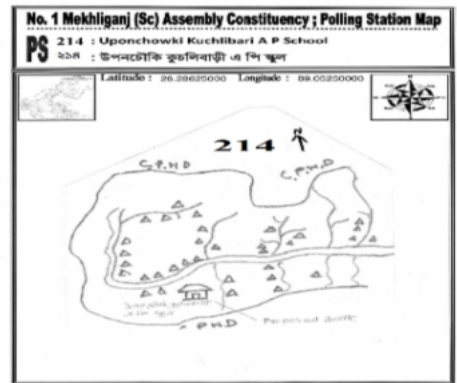 No. 1 Mekhliganj (Sc) Assembly Constituency ; Polling Station Map
PS 214 : Uponchowki Kuchlibari A P School
২১৪ : উপনচৌকি কুচলিবাড়ী এ পি স্কুল
Latitude : 26.28625000 Longitude : 89.05250000
214
C.P.H.D
C.P.H.D
P.H.D